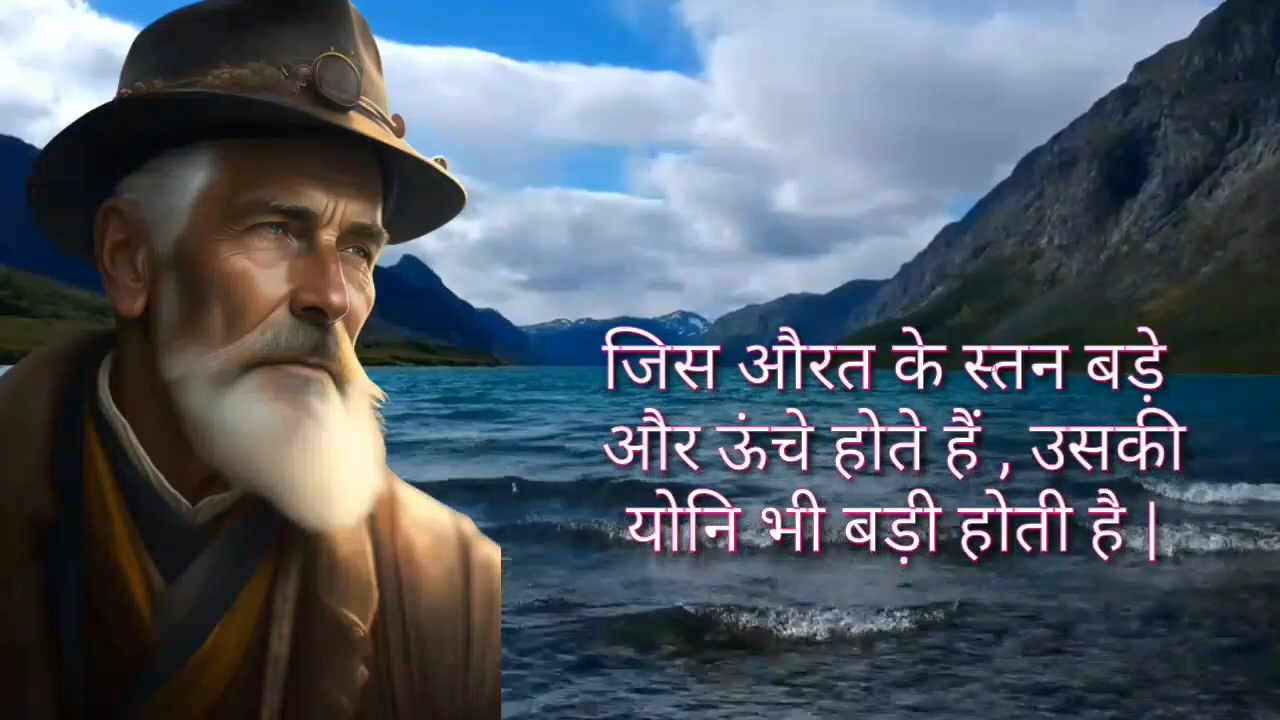 जिस औरत के स्तन बड़े
और ऊंचे होते हैं , उसकी
योनि भी बड़ी होती है |